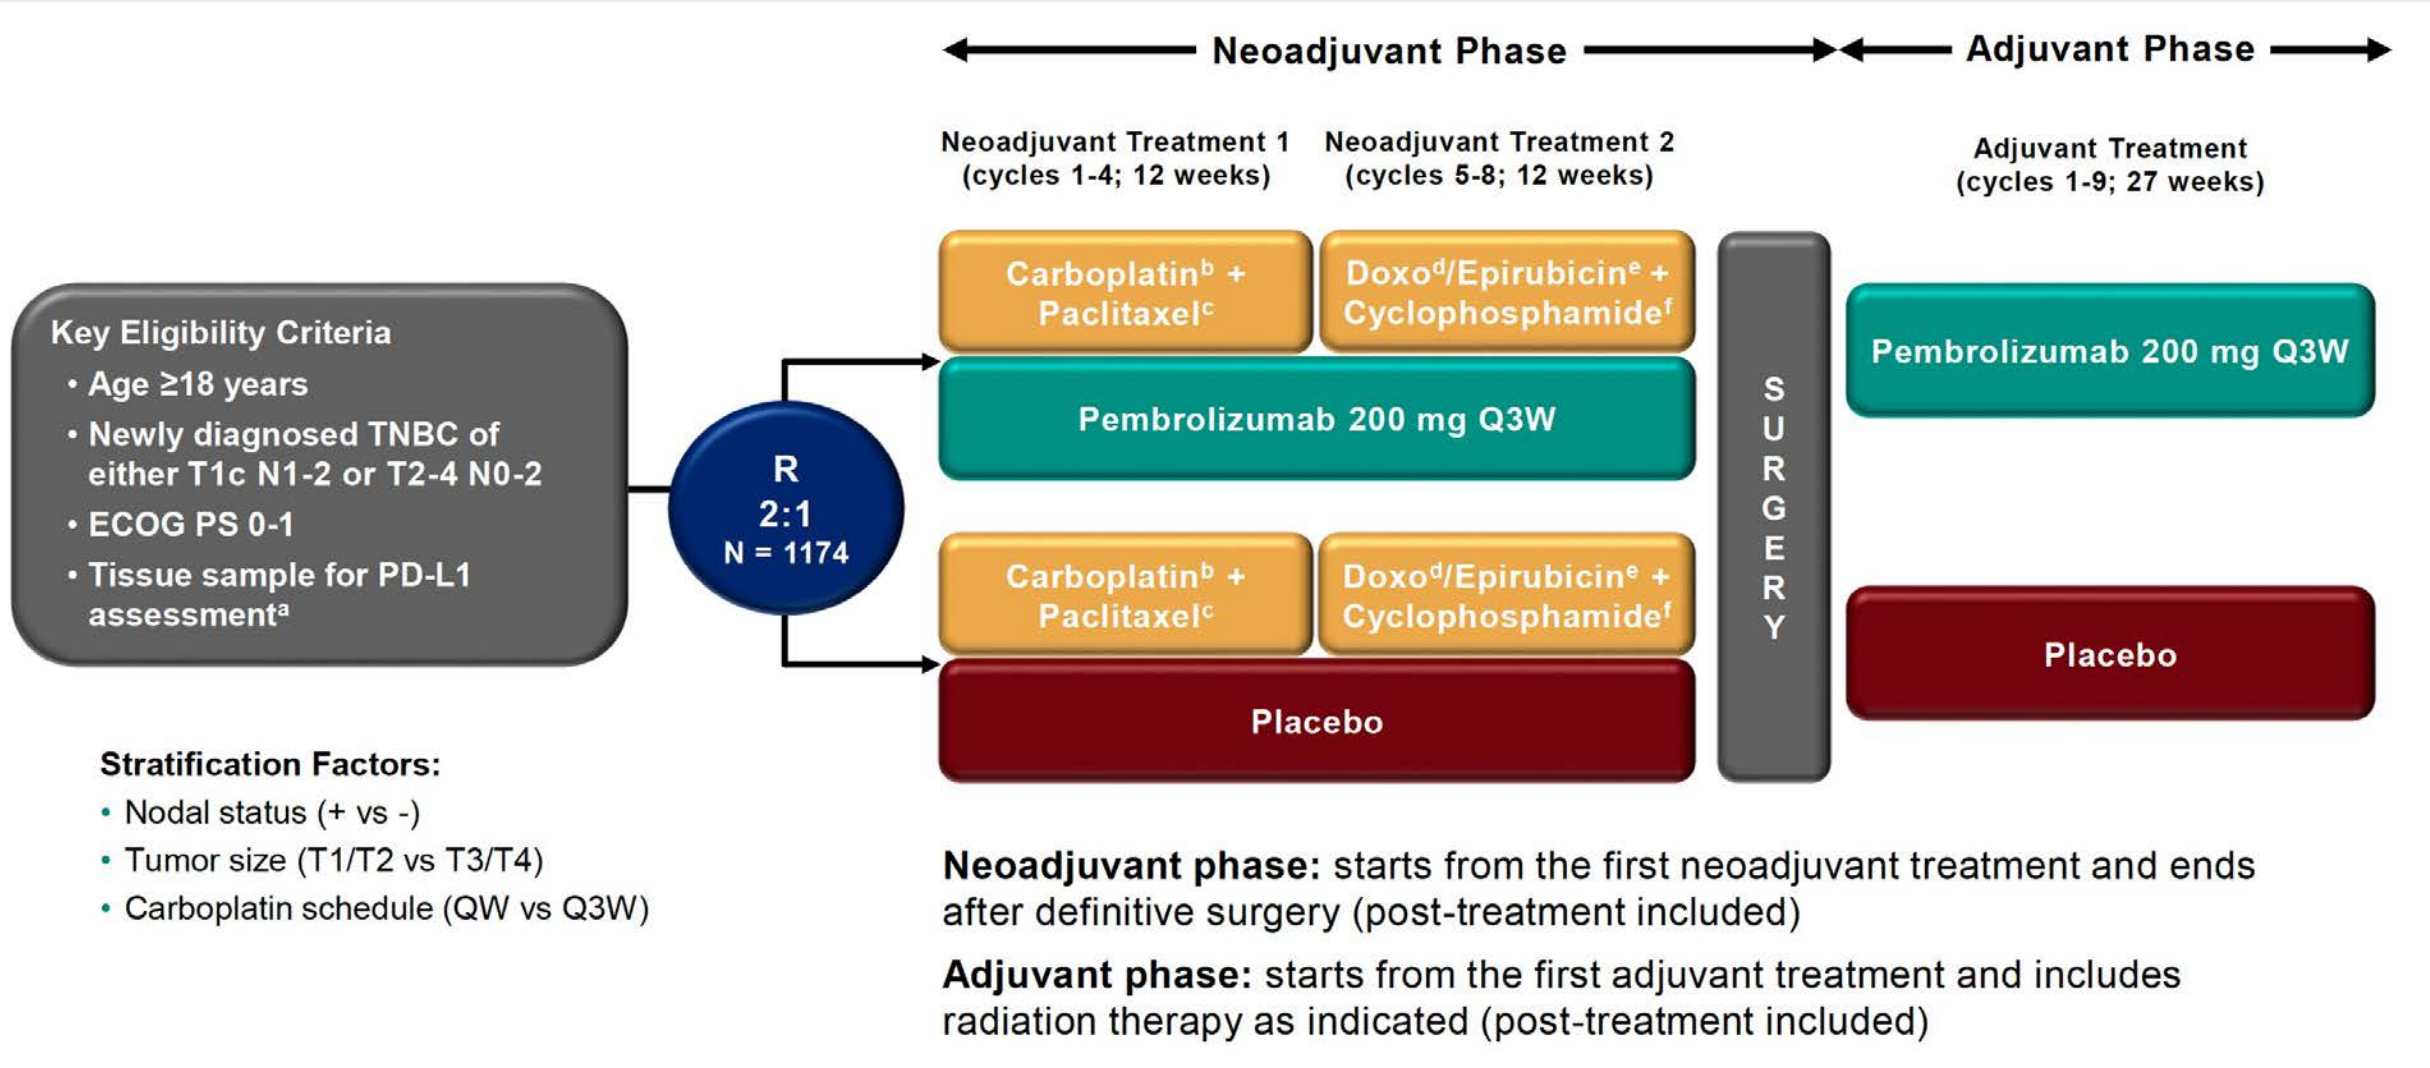 Neoadjuvant Phase
Adjuvant Phase
Neoadjuvant Treatment 1
(cycles 1-4; 12 weeks)
Neoadjuvant Treatment 2
(cycles 5-8; 12 weeks)
Adjuvant Treatment
(cycles 1-9; 27 weeks)
Key Eligibility Criteria
• Age ≥18 years
• Newly diagnosed TNBC of
either T1c N1-2 or T2-4 N0-2
• ECOG PS 0-1
• Tissue sample for PD-L1
assessmentᵃ
R
2:1
N = 1174
Carboplatinᵇ +
Paclitaxelᶜ
Doxoᵈ/Epirubicinᵉ +
Cyclophosphamideᶠ
Pembrolizumab 200 mg Q3W
Carboplatinᵇ +
Paclitaxelᶜ
Doxoᵈ/Epirubicinᵉ +
Cyclophosphamideᶠ
Placebo
SURGERY
Pembrolizumab 200 mg Q3W
Placebo
Stratification Factors:
• Nodal status (+ vs -)
• Tumor size (T1/T2 vs T3/T4)
• Carboplatin schedule (QW vs Q3W)
Neoadjuvant phase: starts from the first neoadjuvant treatment and ends
after definitive surgery (post-treatment included)
Adjuvant phase: starts from the first adjuvant treatment and includes
radiation therapy as indicated (post-treatment included)